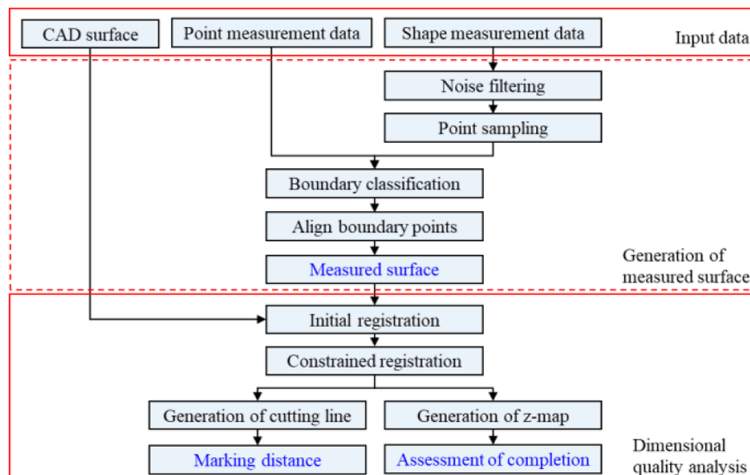 CAD surface
Point measurement data
Shape measurement data
Input data
Noise filtering
Point sampling
Boundary classification
Align boundary points
Measured surface
Generation of
measured surface
Initial registration
Constrained registration
Generation of cutting line
Generation of z-map
Marking distance
Assessment of completion
Dimensional
quality analysis